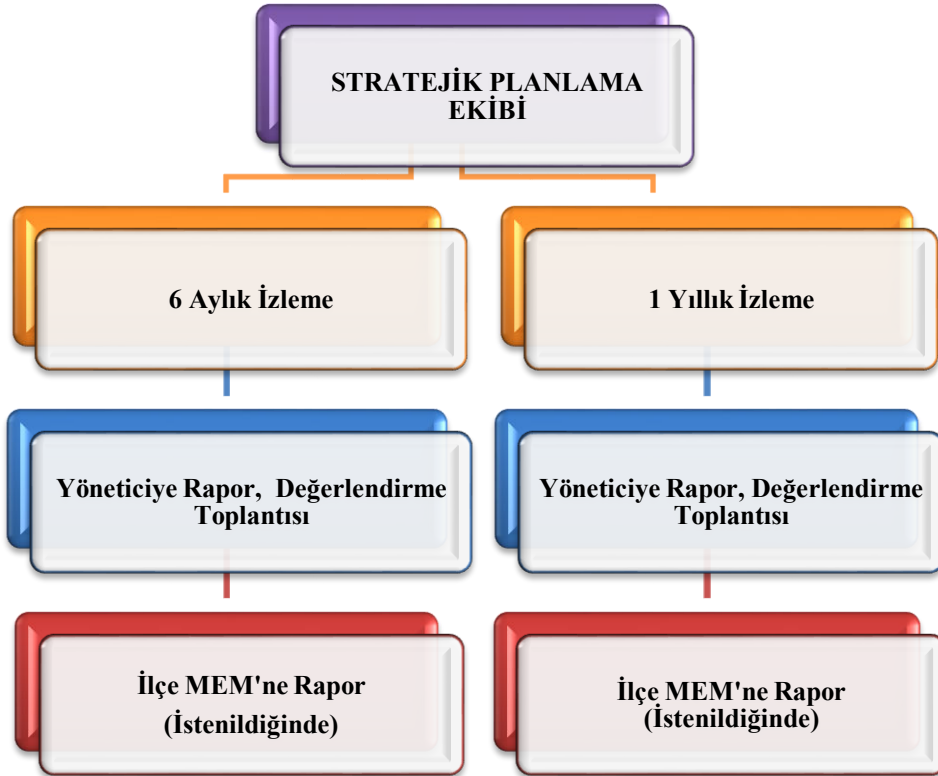 STRATEJİK PLANLAMA
EKİBİ
6 Aylık İzleme
1 Yıllık İzleme
Yöneticiye Rapor, Değerlendirme
Toplantısı
Yöneticiye Rapor, Değerlendirme
Toplantısı
İlçe MEM'ne Rapor
(İstenildiğinde)
İlçe MEM'ne Rapor
(İstenildiğinde)